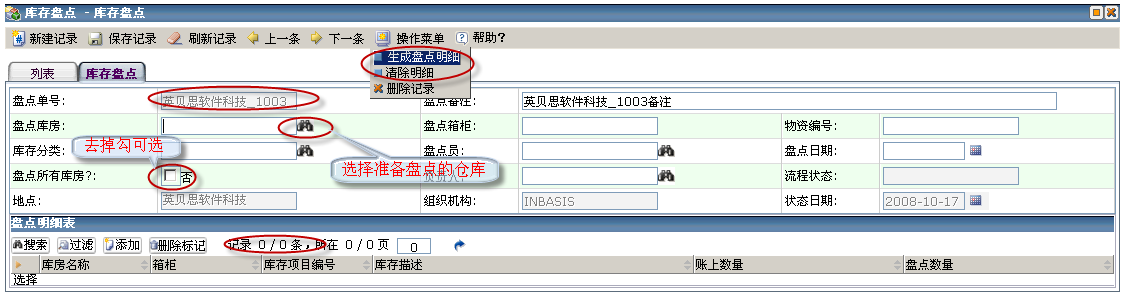 库存盘点 - 库存盘点
新建记录 保存记录 刷新记录 上一条 下一条 操作菜单 帮助?
生成盘点明细
清除明细
删除记录
列表 库存盘点
盘点单号: 英贝思软件科技_1003 盘点备注: 英贝思软件科技_1003备注
盘点库房: 盘点箱柜: 物资编号:
去掉勾可选
库存分类: 盘点员: 盘点日期:
选择准备盘点的仓库
盘点所有库房?: 否 流程状态:
地点: 英贝思软件科技 组织机构: INBASIS 状态日期: 2008-10-17
盘点明细表
搜索 过滤 添加 删除标记 记录 0 / 0 条,所在 0 / 0 页 0
库房名称 箱柜 库存项目编号 库存描述 账上数量 盘点数量
选择